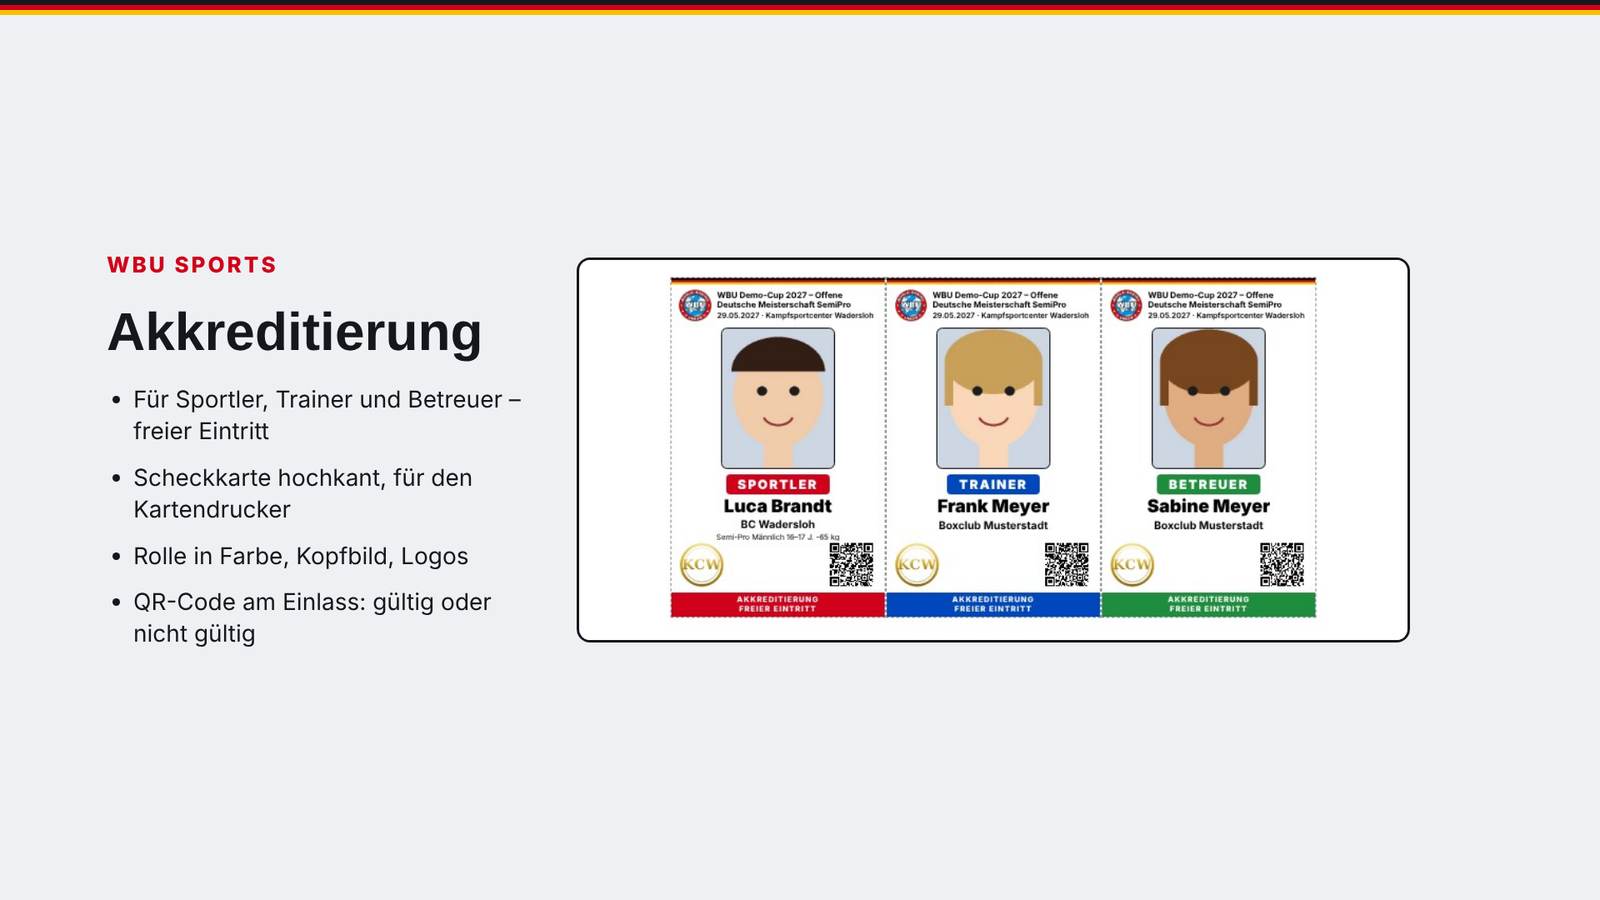 WBU SPORTS
Akkreditierung
• Für Sportler, Trainer und Betreuer –
freier Eintritt
• Scheckkarte hochkant, für den
Kartendrucker
• Rolle in Farbe, Kopfbild, Logos
• QR-Code am Einlass: gültig oder
nicht gültig
WBU Demo-Cup 2027 – Offene
Deutsche Meisterschaft SemiPro
29.05.2027 · Kampfsportcenter Wadersloh
SPORTLER
Luca Brandt
BC Wadersloh
Semi-Pro Männlich 16–17 J. -65 kg
KCW
AKKREDITIERUNG
FREIER EINTRITT
WBU Demo-Cup 2027 – Offene
Deutsche Meisterschaft SemiPro
29.05.2027 · Kampfsportcenter Wadersloh
TRAINER
Frank Meyer
Boxclub Musterstadt
KCW
AKKREDITIERUNG
FREIER EINTRITT
WBU Demo-Cup 2027 – Offene
Deutsche Meisterschaft SemiPro
29.05.2027 · Kampfsportcenter Wadersloh
BETREUER
Sabine Meyer
Boxclub Musterstadt
KCW
AKKREDITIERUNG
FREIER EINTRITT